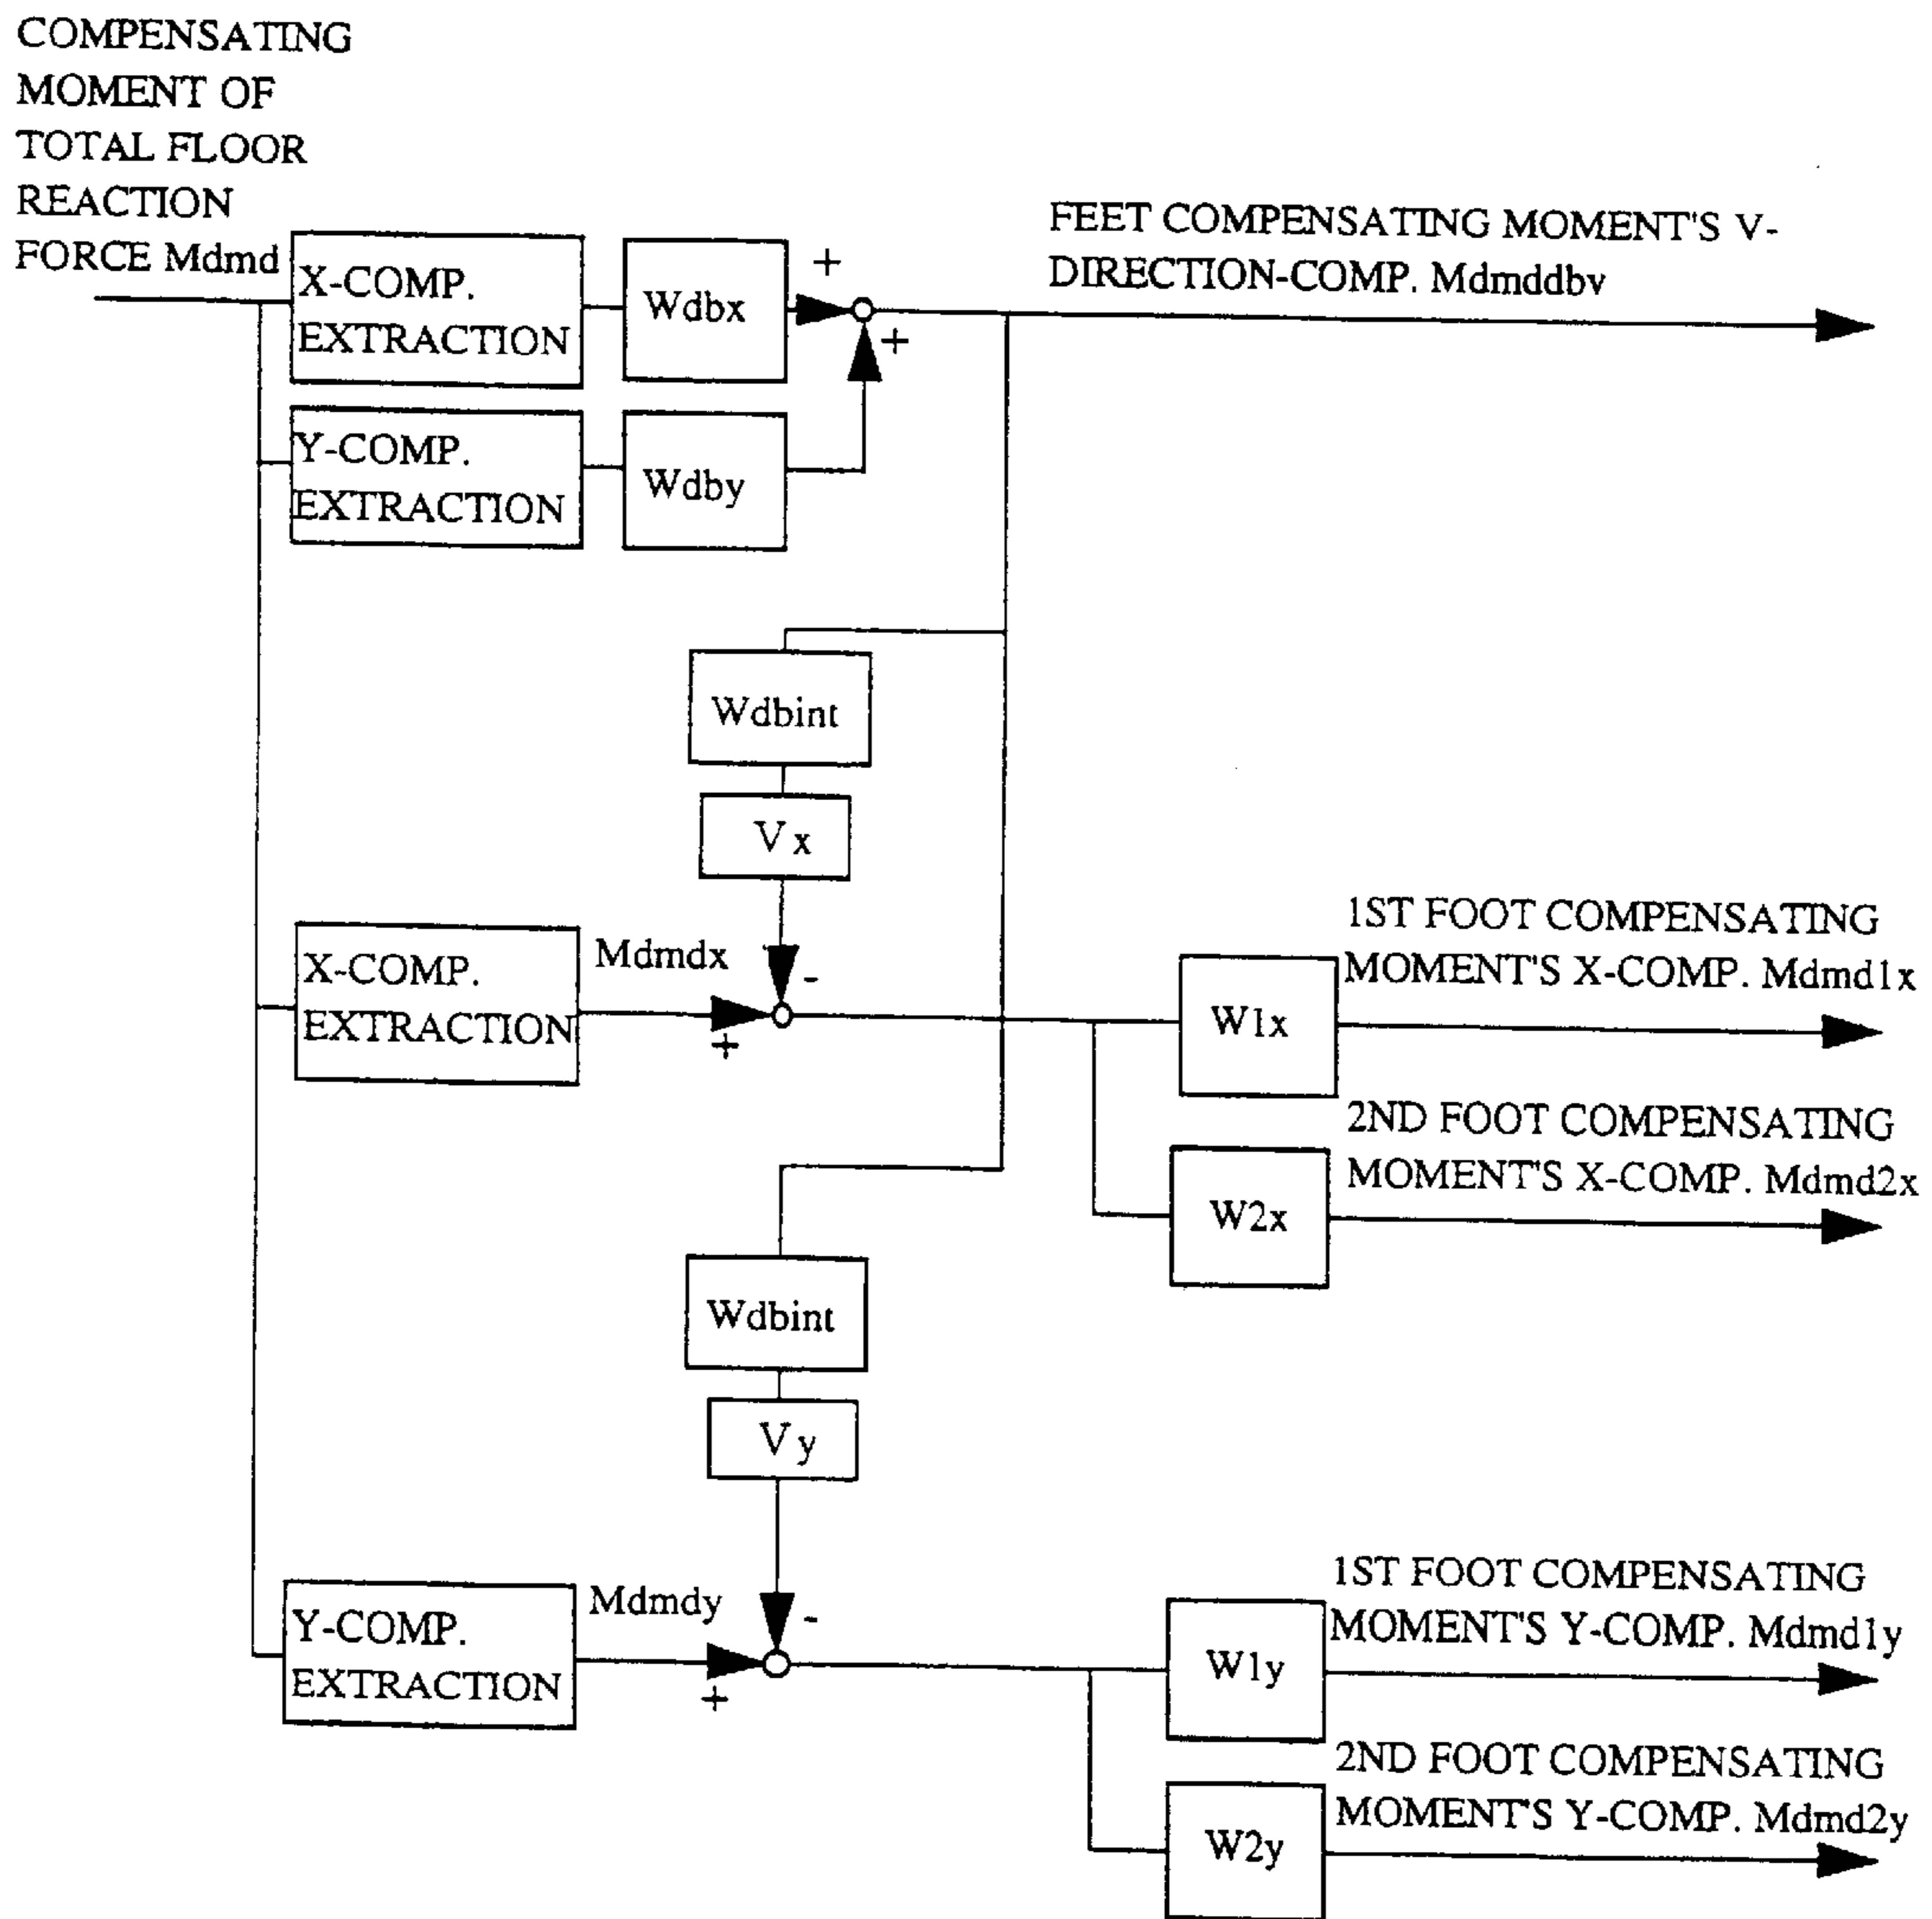 COMPENSATING
MOMENT OF
TOTAL FLOOR
REACTION
FORCE Mdmd
X-COMP.
EXTRACTION
Wdbx
+
+
FEET COMPENSATING MOMENT'S V-
DIRECTION-COMP. Mdmddbv
Y-COMP.
EXTRACTION
Wdby
Wdbint
Vx
X-COMP.
EXTRACTION
Mdmdx
-
+
W1x
1ST FOOT COMPENSATING
MOMENT'S X-COMP. Mdmd1x
W2x
2ND FOOT COMPENSATING
MOMENT'S X-COMP. Mdmd2x
Wdbint
Vy
Y-COMP.
EXTRACTION
Mdmdy
-
+
W1y
1ST FOOT COMPENSATING
MOMENT'S Y-COMP. Mdmd1y
W2y
2ND FOOT COMPENSATING
MOMENT'S Y-COMP. Mdmd2y